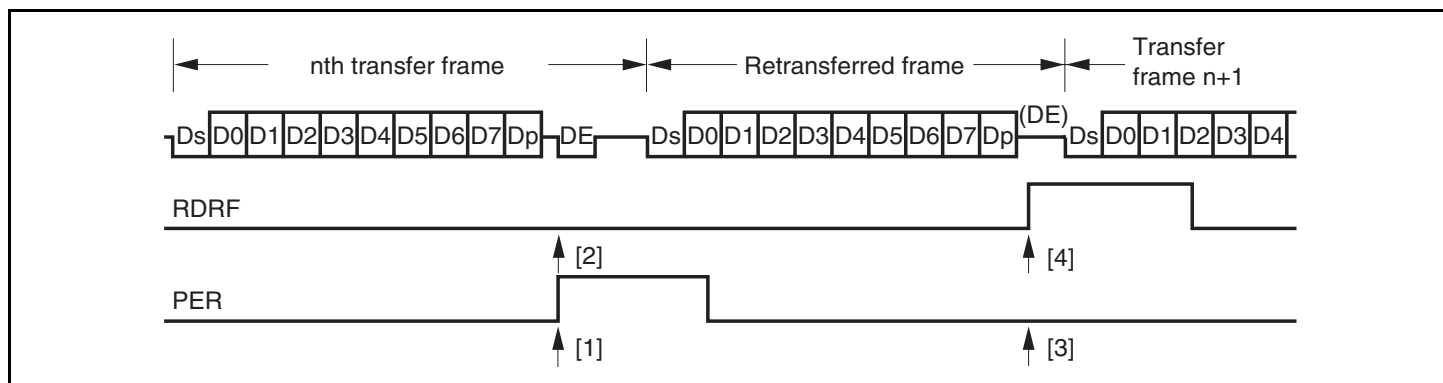 nth transfer frame Retransferred frame Transfer
frame n+1
Ds D0 D1 D2 D3 D4 D5 D6 D7 Dp DE Ds D0 D1 D2 D3 D4 D5 D6 D7 Dp (DE) Ds D0 D1 D2 D3 D4
RDRF
[2] [4]
PER
[1] [3]